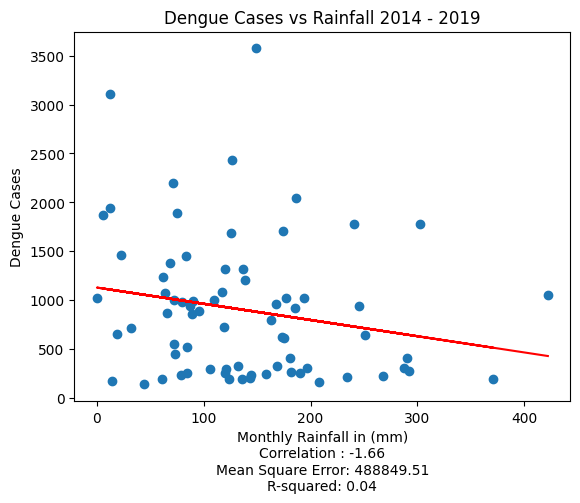 Dengue Cases vs Rainfall 2014 - 2019
3500
3000
2500
2000
1500
1000
500
0
Dengue Cases
0 100 200 300 400
Monthly Rainfall in (mm)
Correlation : -1.66
Mean Square Error: 488849.51
R-squared: 0.04